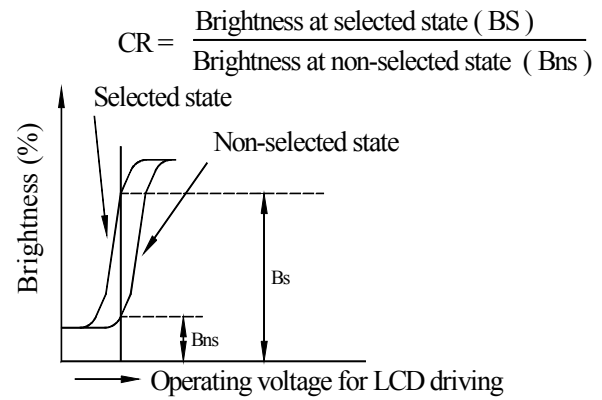 CR = Brightness at selected state ( BS )
Brightness at non-selected state ( Bns )
Selected state
Non-selected state
Brightness (%)
Bs
Bns
Operating voltage for LCD driving